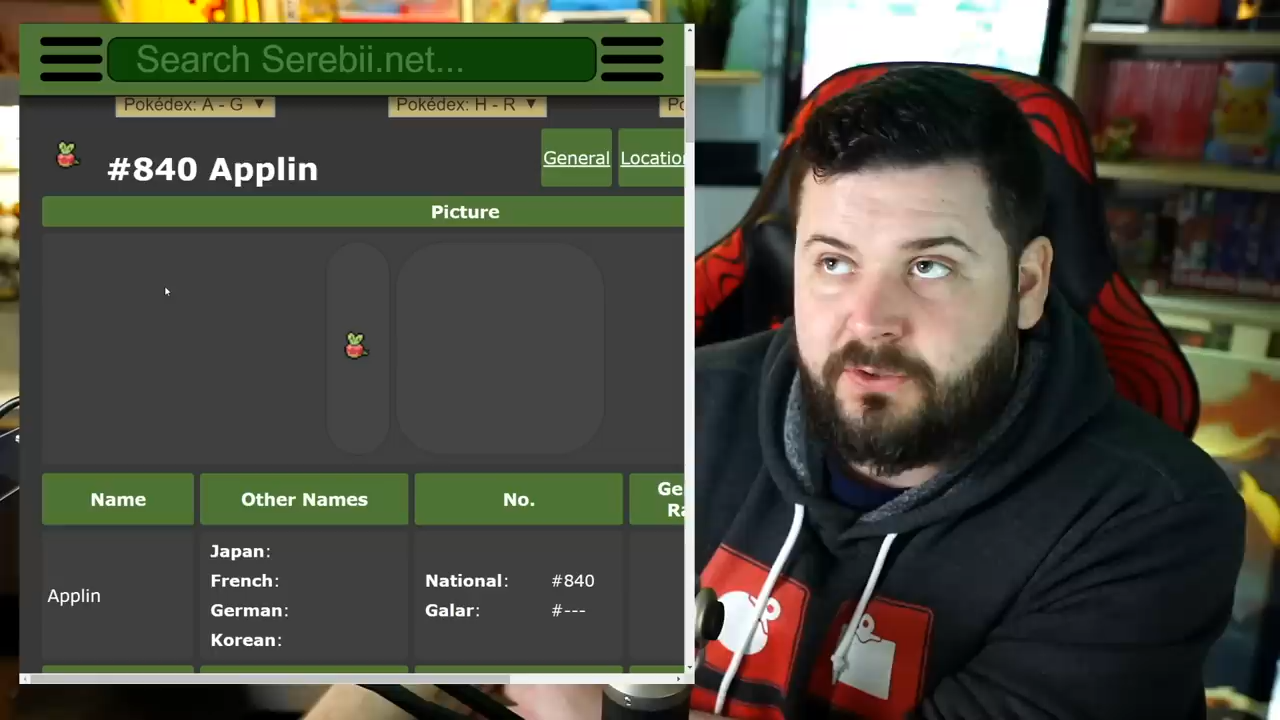 Search Serebii.net...
Pokédex: A - G ▼ Pokédex: H - R ▼
#840 Applin General
Picture
Name Other Names No.
Japan:
French: National: #840
Applin
German: Galar: #---
Korean: